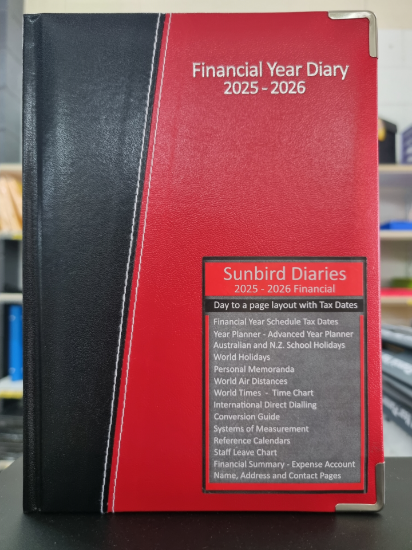 Financial Year Diary
2025 - 2026
Sunbird Diaries
2025 - 2026 Financial
Day to a page layout with Tax Dates
Financial Year Schedule Tax Dates
Year Planner - Advanced Year Planner
Australian and N.Z. School Holidays
World Holidays
Personal Memoranda
World Air Distances
World Times - Time Chart
International Direct Dialling
Conversion Guide
Systems of Measurement
Reference Calendars
Staff Leave Chart
Financial Summary - Expense Account
Name, Address and Contact Pages